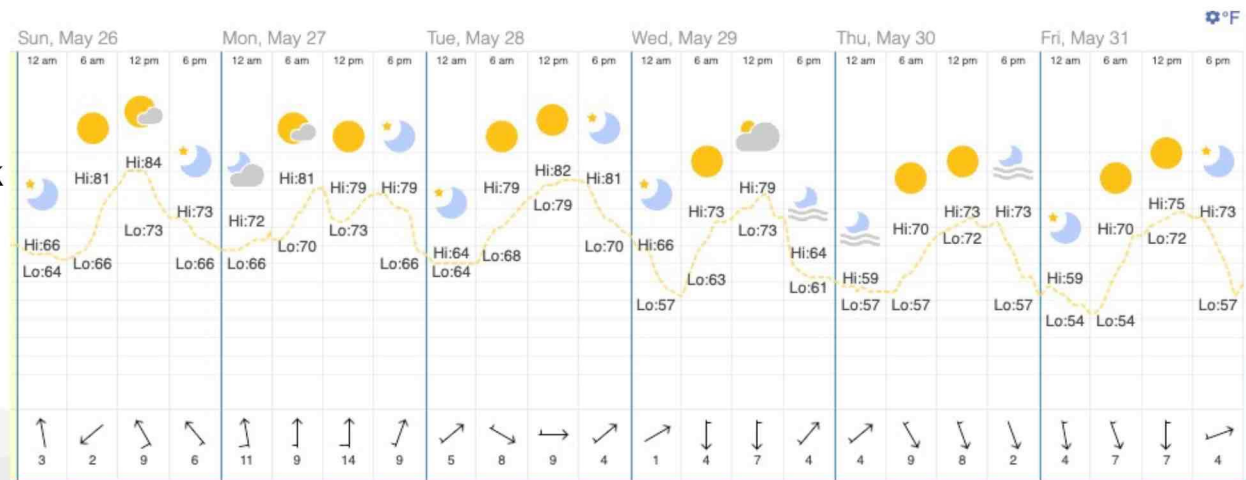 °F
Sun, May 26 Mon, May 27 Tue, May 28 Wed, May 29 Thu, May 30 Fri, May 31
12 am 6 am 12 pm 6 pm 12 am 6 am 12 pm 6 pm 12 am 6 am 12 pm 6 pm 12 am 6 am 12 pm 6 pm 12 am 6 am 12 pm 6 pm 12 am 6 am 12 pm 6 pm
Hi:66 Hi:81 Hi:84 Hi:73 Hi:72 Hi:81 Hi:79 Hi:79 Hi:64 Hi:79 Hi:82 Hi:81 Hi:66 Hi:73 Hi:79 Hi:64 Hi:59 Hi:70 Hi:73 Hi:73 Hi:59 Hi:70 Hi:75 Hi:73
Lo:64 Lo:66 Lo:73 Lo:66 Lo:66 Lo:70 Lo:73 Lo:66 Lo:64 Lo:68 Lo:79 Lo:70 Lo:57 Lo:63 Lo:73 Lo:61 Lo:57 Lo:57 Lo:72 Lo:57 Lo:54 Lo:54 Lo:72 Lo:57
3 2 9 6 11 9 14 9 5 8 9 4 1 4 7 4 4 9 8 2 4 7 7 4